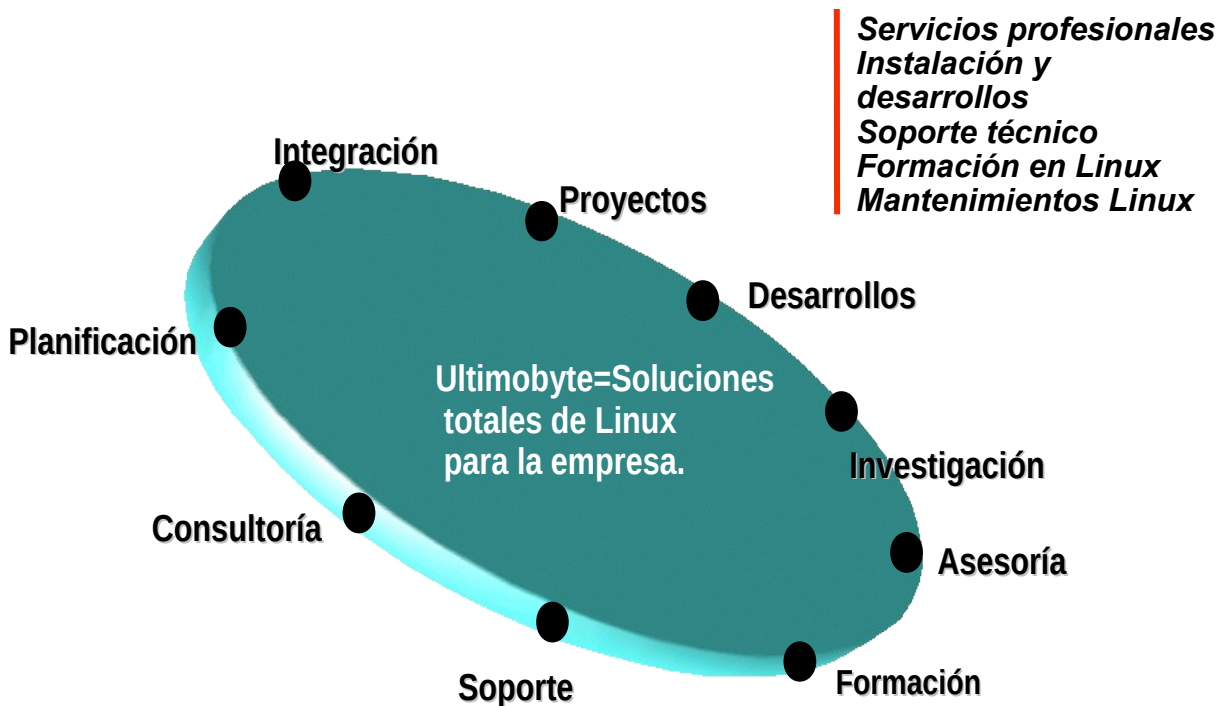 Servicios profesionales
Instalación y
desarrollos
Soporte técnico
Formación en Linux
Mantenimientos Linux
Integración
Proyectos
Desarrollos
Planificación
Ultimobyte=Soluciones
totales de Linux
para la empresa.
Investigación
Consultoría
Asesoría
Soporte
Formación